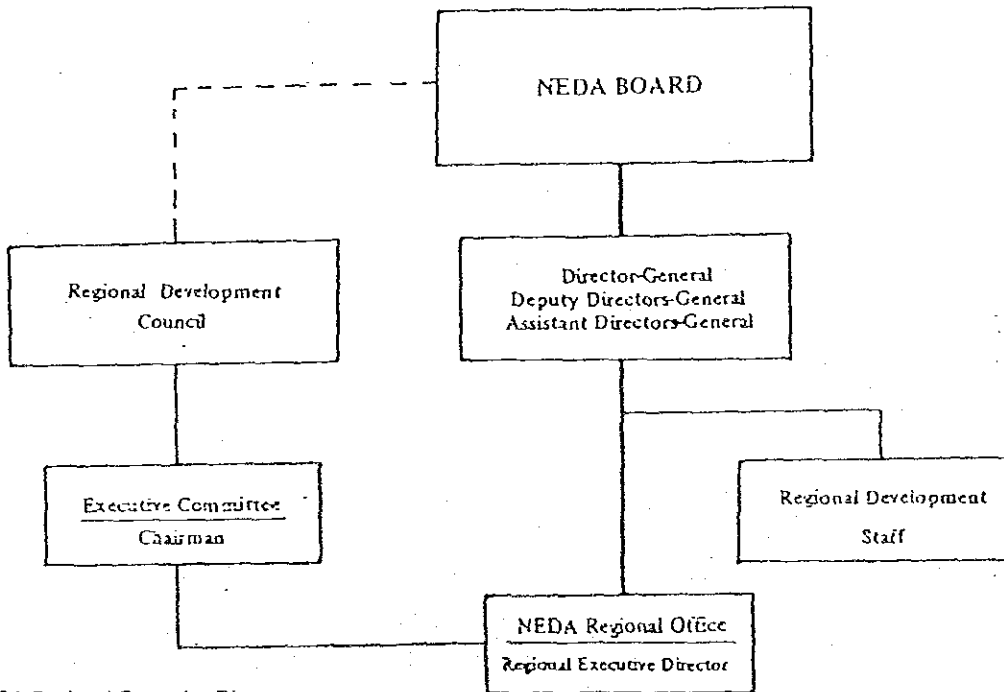 NEDA BOARD
Regional Development
Council
Director-General
Deputy Directors-General
Assistant Directors-General
Executive Committee
Chairman
Regional Development
Staff
NEDA Regional Office
Regional Executive Director